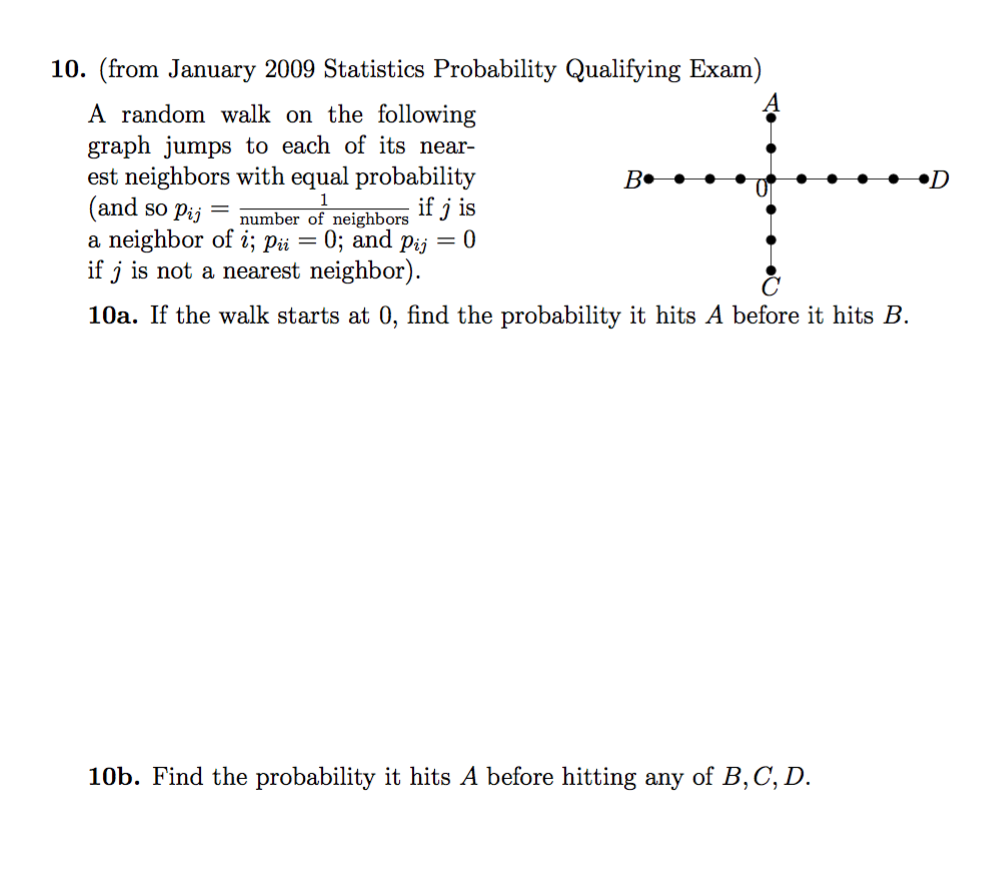 10. (from January 2009 Statistics Probability Qualifying Exam)
A random walk on the following
graph jumps to each of its near-
est neighbors with equal probability
(and so p_{ij} = \frac{1}{number of neighbors} if j is
a neighbor of i; p_{ii} = 0; and p_{ij} = 0
if j is not a nearest neighbor).
A
B
0
D
C
10a. If the walk starts at 0, find the probability it hits A before it hits B.
10b. Find the probability it hits A before hitting any of B, C, D.